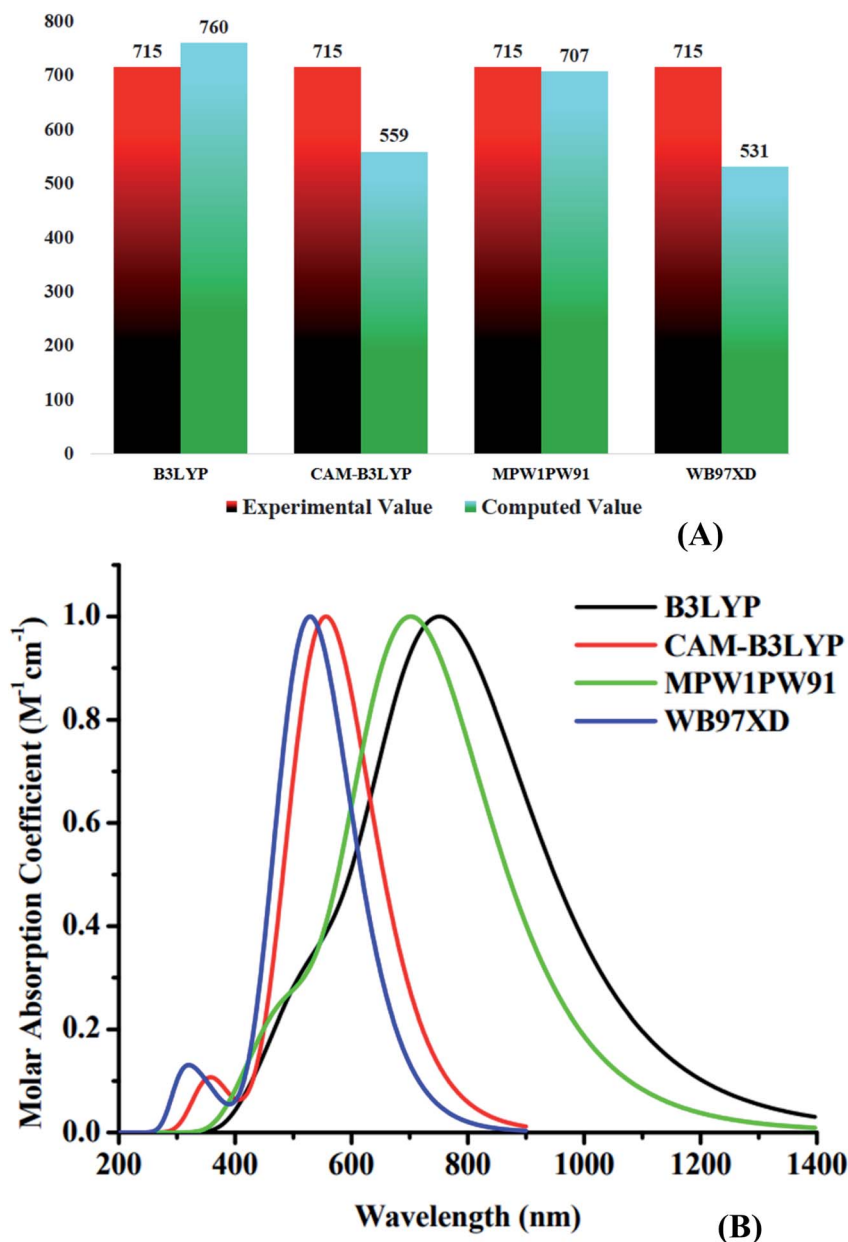 800
700
600
500
400
300
200
100
0
715 760 715 559 715 707 715 531
B3LYP CAM-B3LYP MPW1PW91 WB97XD
Experimental Value Computed Value
(A)
Molar Absorption Coefficient (M⁻¹cm⁻¹)
1.0
0.8
0.6
0.4
0.2
0.0
B3LYP
CAM-B3LYP
MPW1PW91
WB97XD
200 400 600 800 1000 1200 1400
Wavelength (nm)
(B)